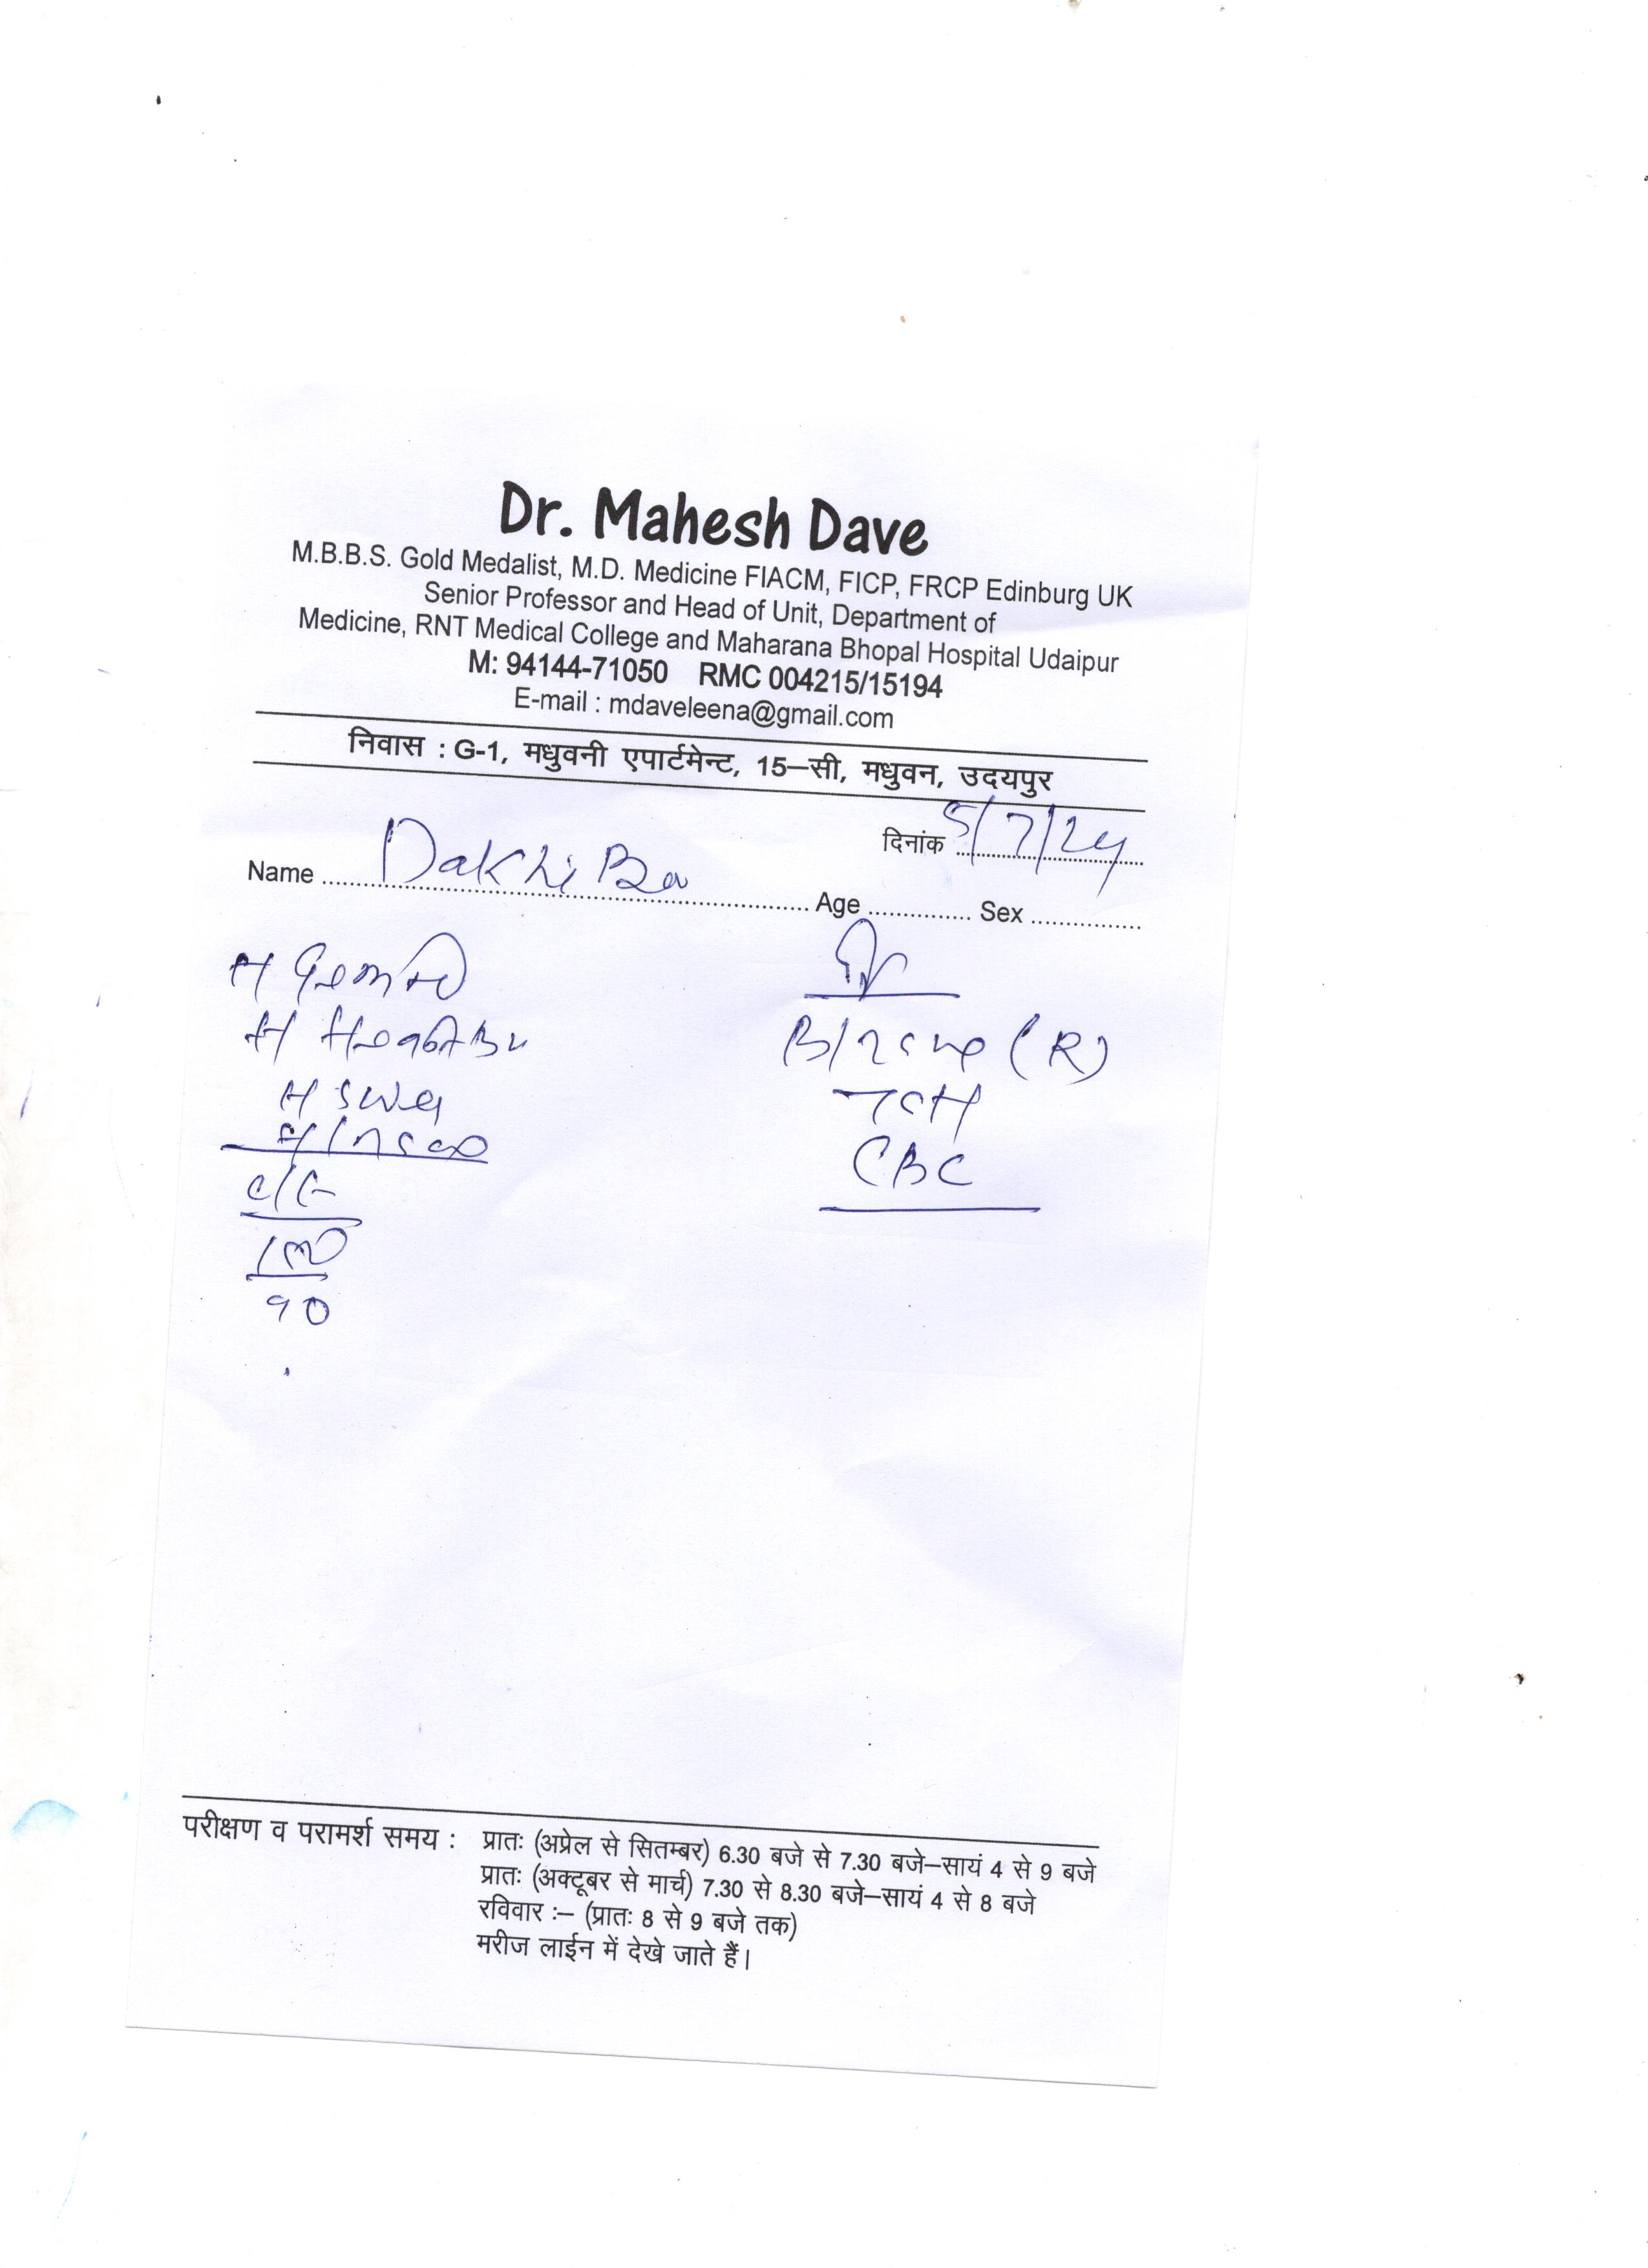 Dr. Mahesh Dave
M.B.B.S. Gold Medalist, M.D. Medicine FIACM, FICP, FRCP Edinburg UK
Senior Professor and Head of Unit, Department of
Medicine, RNT Medical College and Maharana Bhopal Hospital Udaipur
M: 94144-71050 RMC 004215/15194
E-mail : mdaveleena@gmail.com
निवास : G-1, मधुवनी एपार्टमेन्ट, 15–सी, मधुवन, उदयपुर
दिनांक 5/7/24
Name Dakhi Ba
Age Sex
H
H
H
B/ (R)
TSH
CBC
90
परीक्षण व परामर्श समय : प्रातः (अप्रेल से सितम्बर) 6.30 बजे से 7.30 बजे–सायं 4 से 9 बजे
प्रातः (अक्टूबर से मार्च) 7.30 से 8.30 बजे–सायं 4 से 8 बजे
रविवार :– (प्रातः 8 से 9 बजे तक)
मरीज लाईन में देखे जाते हैं।